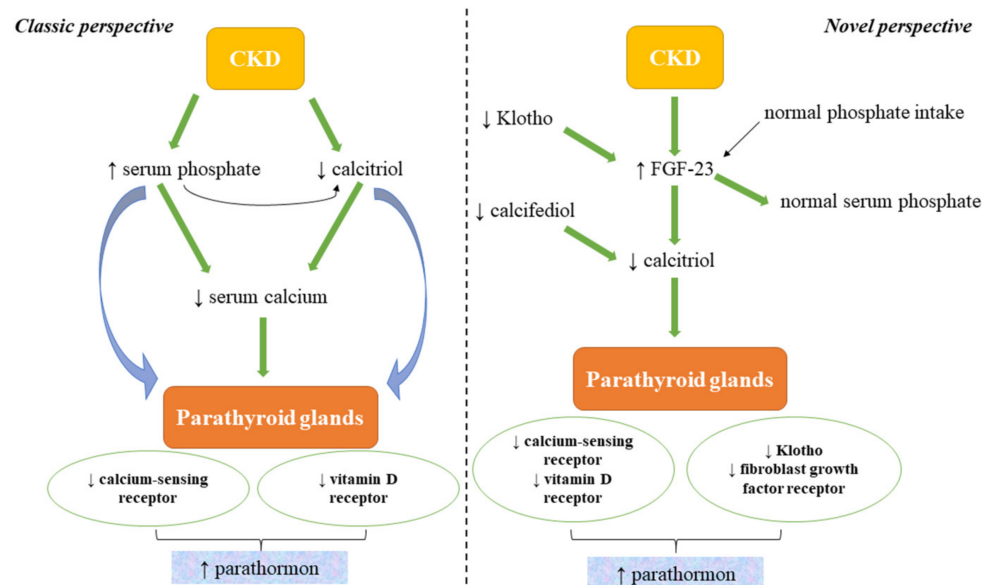 Classic perspective
CKD
↑ serum phosphate
↓ calcitriol
↓ serum calcium
Parathyroid glands
↓ calcium-sensing
receptor
↓ vitamin D
receptor
↑ parathormon
Novel perspective
CKD
↓ Klotho
normal phosphate intake
↑ FGF-23
normal serum phosphate
↓ calcifediol
↓ calcitriol
Parathyroid glands
↓ calcium-sensing
receptor
↓ vitamin D
receptor
↓ Klotho
↓ fibroblast growth
factor receptor
↑ parathormon